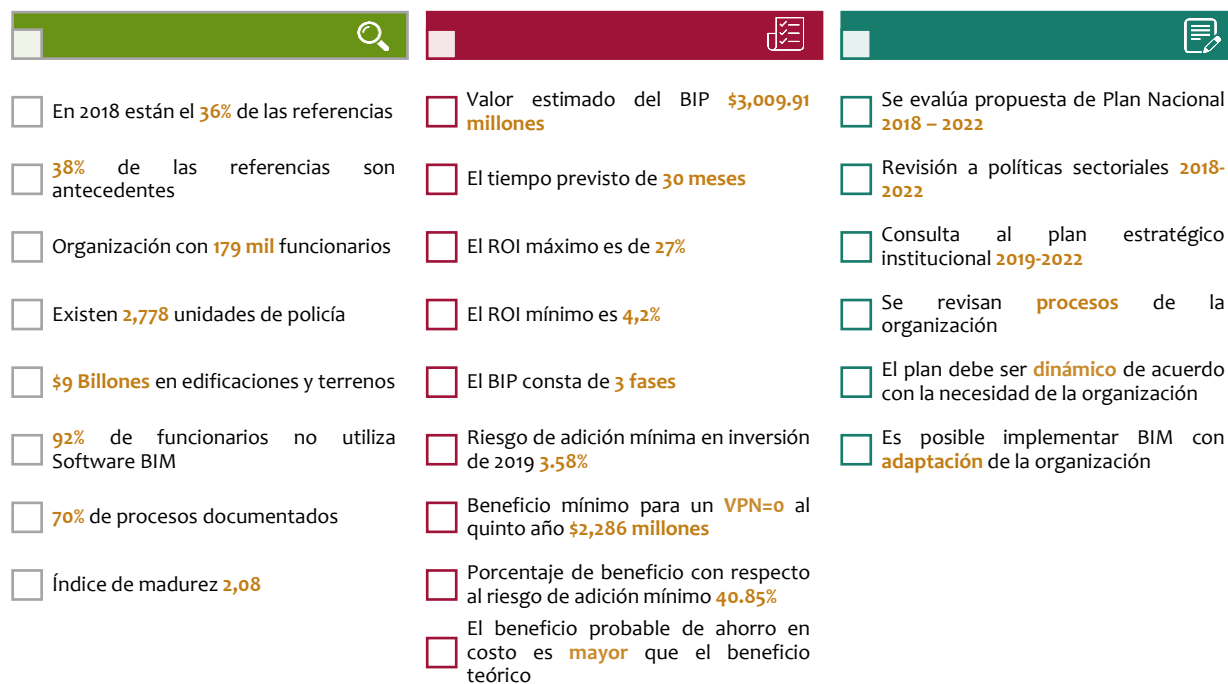 En 2018 están el 36% de las referencias
38% de las referencias son
antecedentes
Organización con 179 mil funcionarios
Existen 2,778 unidades de policía
$9 Billones en edificaciones y terrenos
92% de funcionarios no utiliza
Software BIM
70% de procesos documentados
Índice de madurez 2,08
Valor estimado del BIP $3,009.91
millones
El tiempo previsto de 30 meses
El ROI máximo es de 27%
El ROI mínimo es 4,2%
El BIP consta de 3 fases
Riesgo de adición mínima en inversión
de 2019 3.58%
Beneficio mínimo para un VPN=0 al
quinto año $2,286 millones
Porcentaje de beneficio con respecto
al riesgo de adición mínimo 40.85%
El beneficio probable de ahorro en
costo es mayor que el beneficio
teórico
Se evalúa propuesta de Plan Nacional
2018 – 2022
Revisión a políticas sectoriales 2018-
2022
Consulta al plan estratégico
institucional 2019-2022
Se revisan procesos de la
organización
El plan debe ser dinámico de acuerdo
con la necesidad de la organización
Es posible implementar BIM con
adaptación de la organización